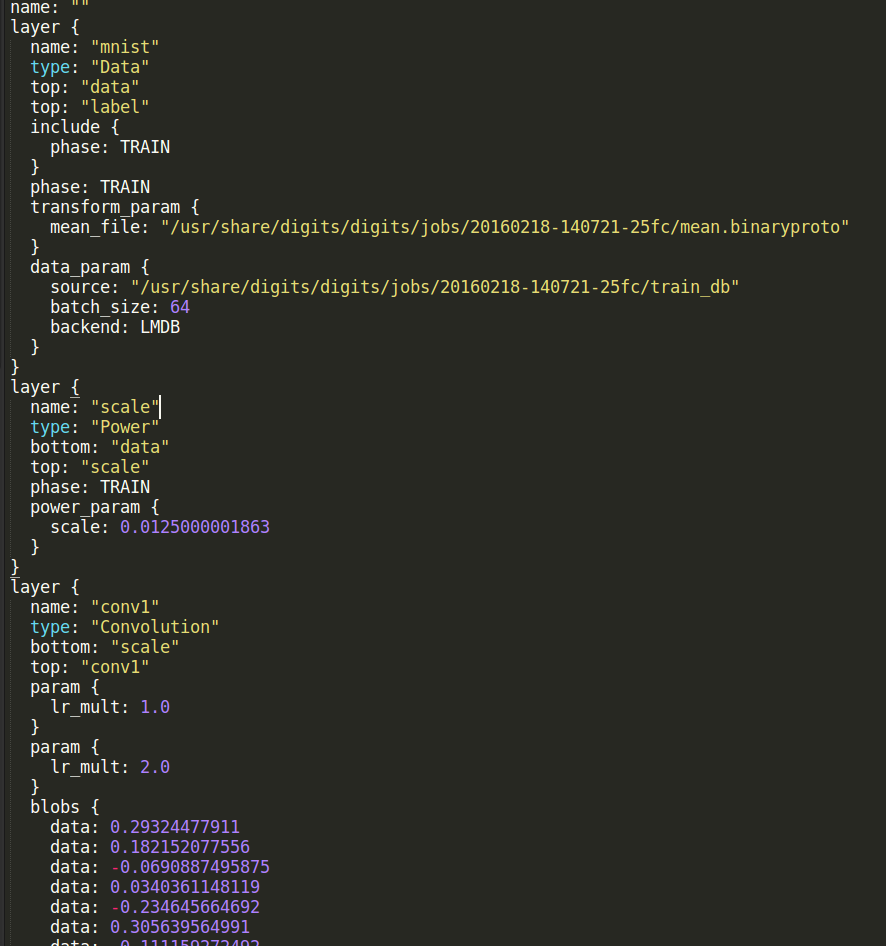 name: ""
layer {
  name: "mnist"
  type: "Data"
  top: "data"
  top: "label"
  include {
    phase: TRAIN
  }
  phase: TRAIN
  transform_param {
    mean_file: "/usr/share/digits/digits/jobs/20160218-140721-25fc/mean.binaryproto"
  }
  data_param {
    source: "/usr/share/digits/digits/jobs/20160218-140721-25fc/train_db"
    batch_size: 64
    backend: LMDB
  }
}
layer {
  name: "scale"
  type: "Power"
  bottom: "data"
  top: "scale"
  phase: TRAIN
  power_param {
    scale: 0.0125000001863
  }
}
layer {
  name: "conv1"
  type: "Convolution"
  bottom: "scale"
  top: "conv1"
  param {
    lr_mult: 1.0
  }
  param {
    lr_mult: 2.0
  }
  blobs {
    data: 0.29324477911
    data: 0.182152077556
    data: -0.0690887495875
    data: 0.0340361148119
    data: -0.234645664692
    data: 0.305639564991
    data: